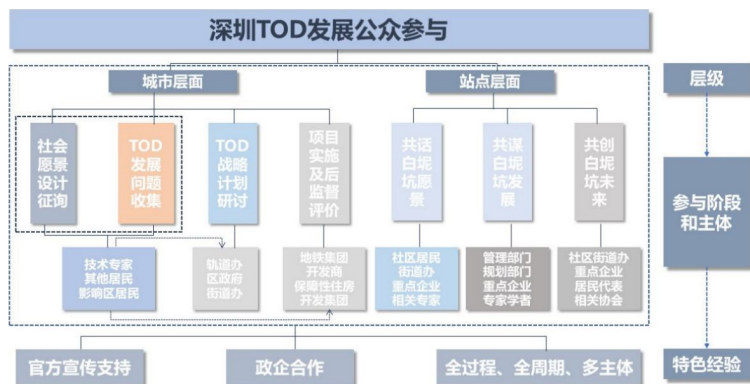 深圳TOD发展公众参与
城市层面
站点层面
层级
社会
愿景
设计
征询
TOD
发展
问题
收集
TOD
战略
计划
研讨
项目
实施
及后
监督
评价
共话
白坭
坑愿
景
共谋
白坭
坑发
展
共创
白坭
坑未
来
参与阶段
和主体
技术专家
其他居民
影响区居民
轨道办
区政府
街道办
地铁集团
开发商
保障性住房
开发集团
社区居民
街道办
重点企业
相关专家
管理部门
规划部门
重点企业
专家学者
社区街道办
重点企业
居民代表
相关协会
官方宣传支持
政企合作
全过程、全周期、多主体
特色经验